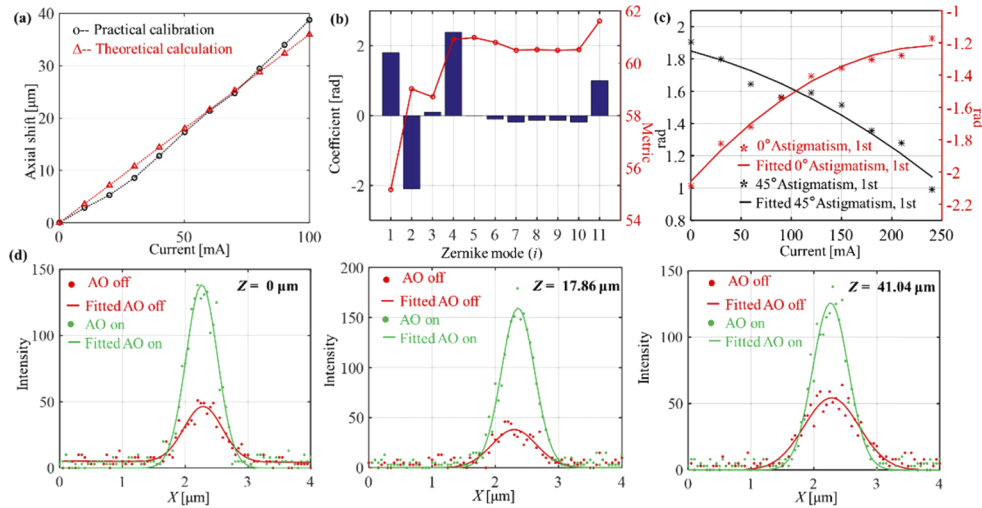 (a)
o-- Practical calibration
Δ-- Theoretical calculation
Axial shift [μm]
40
30
20
10
0
0
50
100
Current [mA]
(b)
Coefficient [rad]
2
0
-2
62
60
58
56
54
Metric
1 2 3 4 5 6 7 8 9 10 11
Zernike mode (i)
(c)
rad
2
1.8
1.6
1.4
1.2
1
0.8
-1
-1.2
-1.4
-1.6
-1.8
-2
-2.2
rad
* 0°Astigmatism, 1st
Fitted 0°Astigmatism, 1st
* 45°Astigmatism, 1st
Fitted 45°Astigmatism, 1st
0 50 100 150 200 250
Current [mA]
(d)
150
100
50
0
Intensity
AO off
Fitted AO off
AO on
Fitted AO on
Z = 0 μm
0 1 2 3 4
X [μm]
200
150
100
50
0
Intensity
AO off
Fitted AO off
AO on
Fitted AO on
Z = 17.86 μm
0 1 2 3 4
X [μm]
150
100
50
0
Intensity
AO off
Fitted AO off
AO on
Fitted AO on
Z = 41.04 μm
0 1 2 3 4
X [μm]